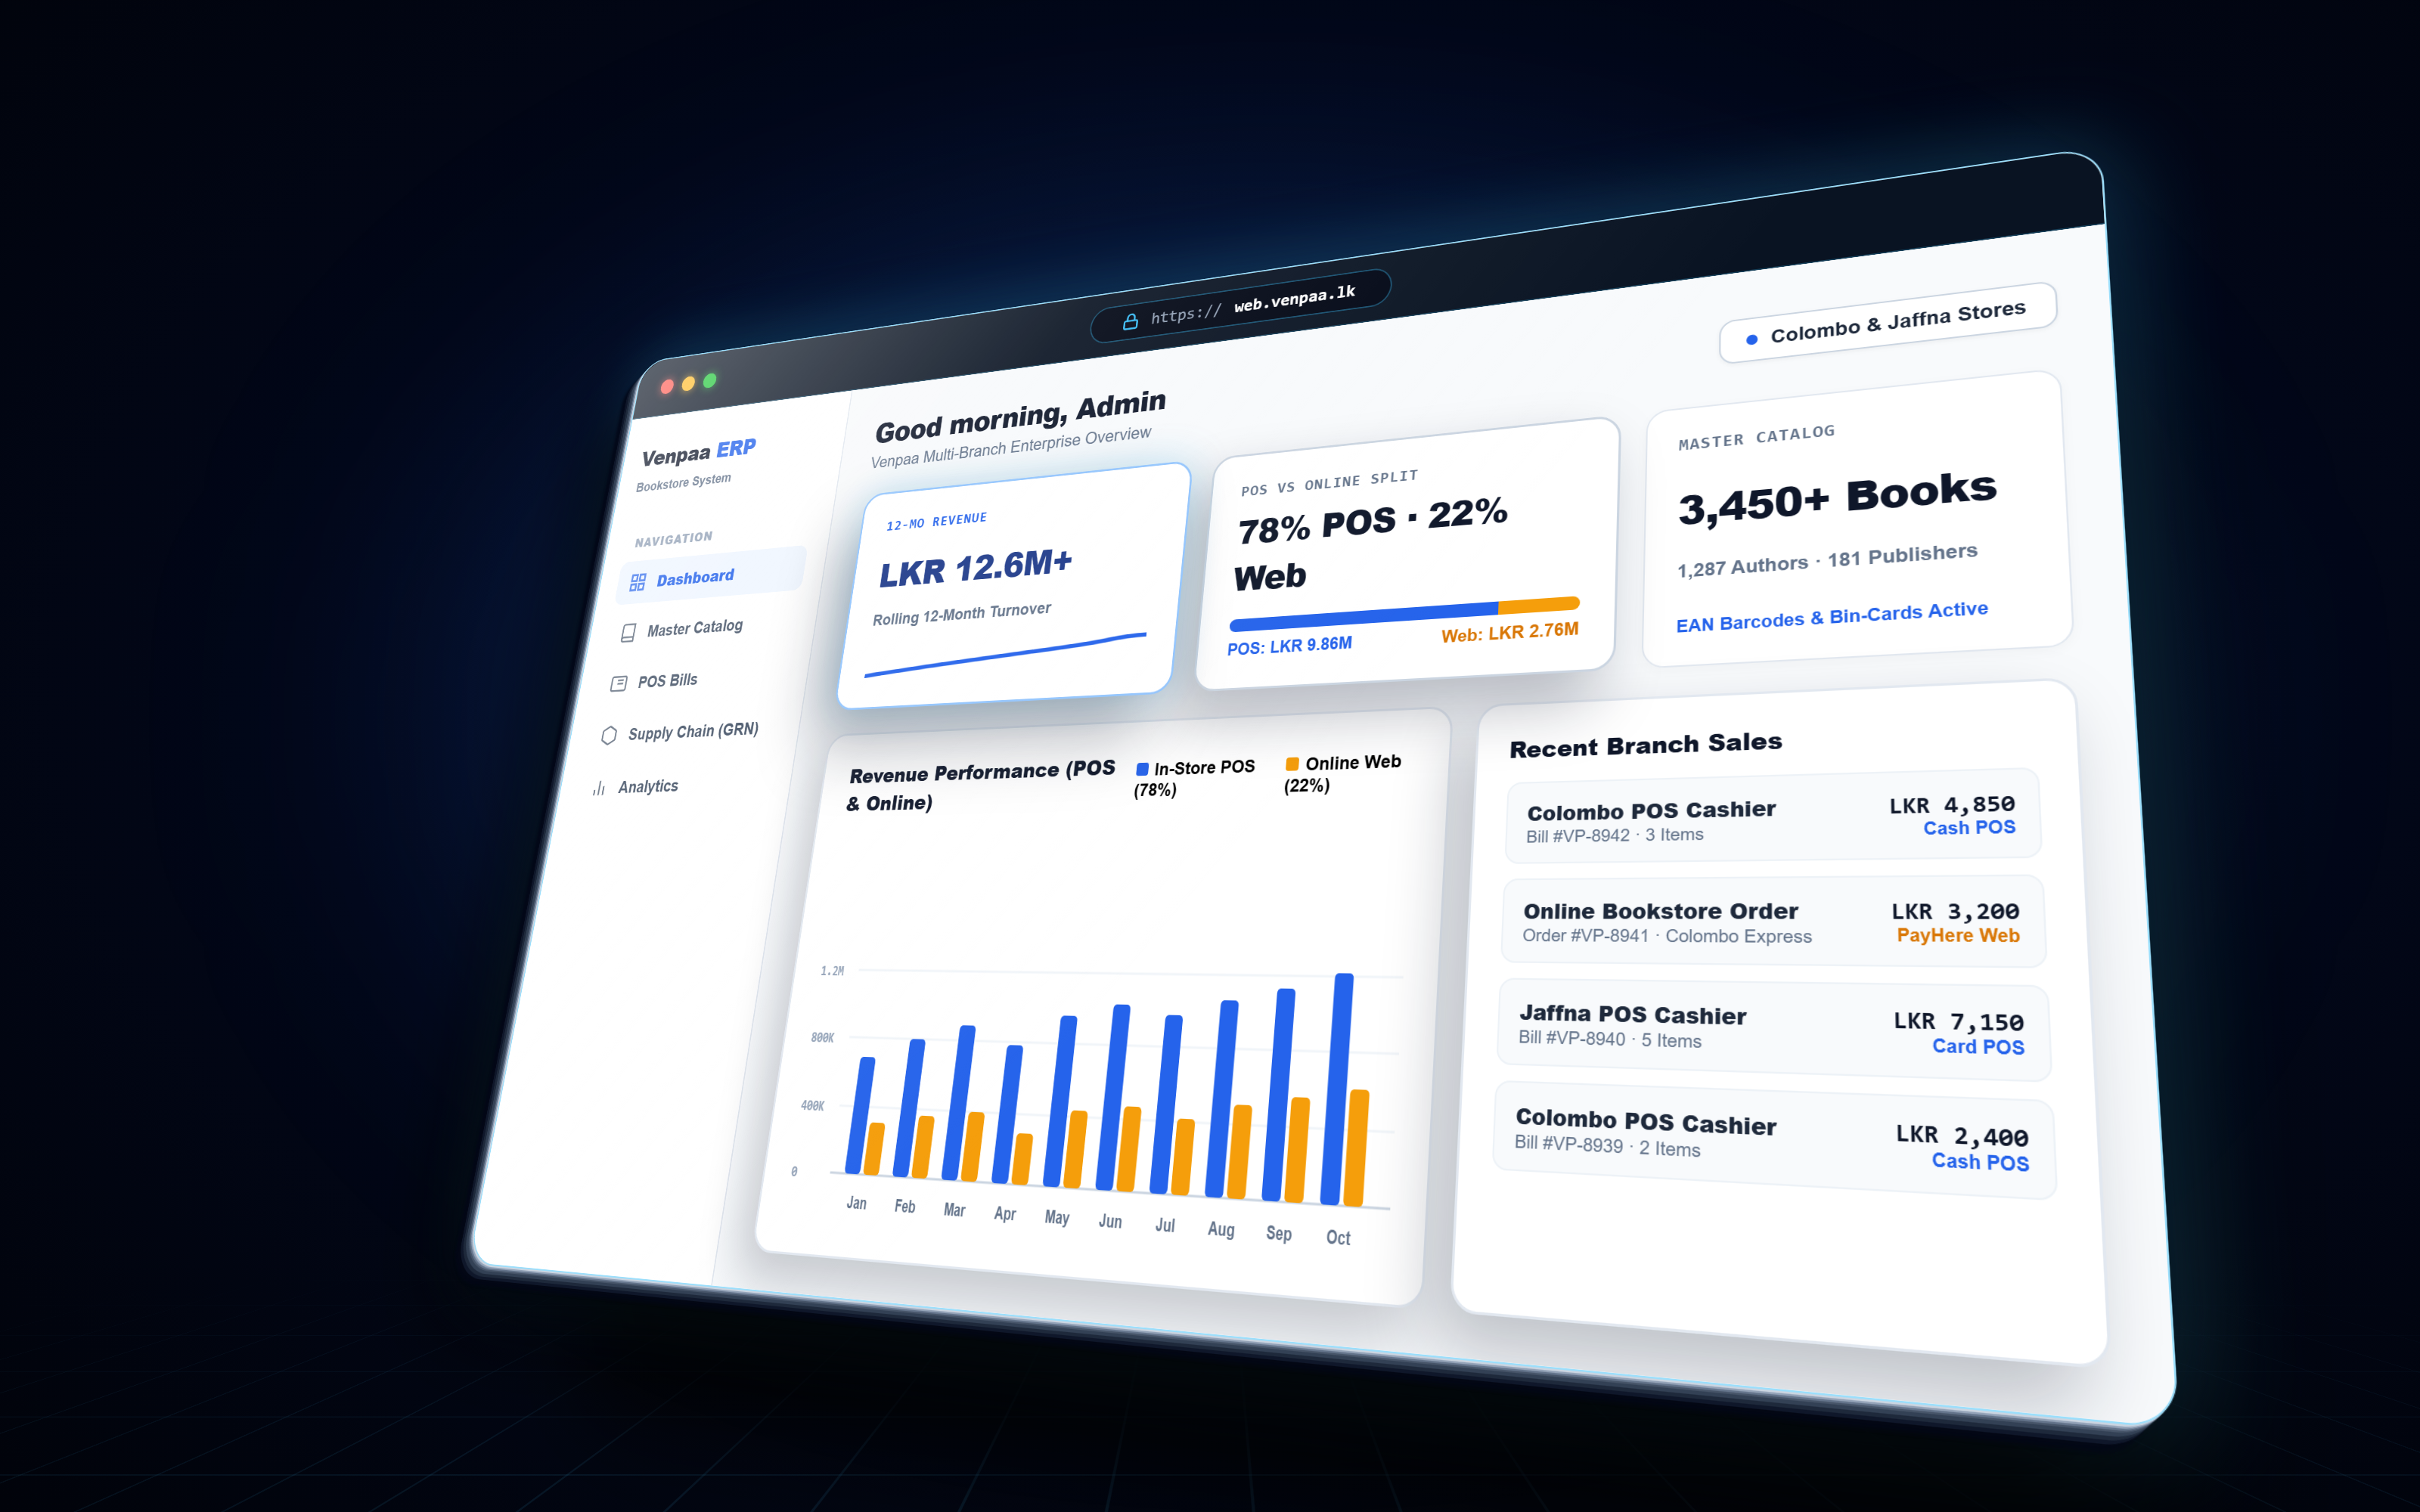 https:// web.venpaa.lk
Venpaa ERP
Bookstore System
NAVIGATION
Dashboard
Master Catalog
POS Bills
Supply Chain (GRN)
Analytics
Good morning, Admin
Venpaa Multi-Branch Enterprise Overview
Colombo & Jaffna Stores
12-MO REVENUE
LKR 12.6M+
Rolling 12-Month Turnover
POS VS ONLINE SPLIT
78% POS · 22%
Web
POS: LKR 9.86M
Web: LKR 2.76M
MASTER CATALOG
3,450+ Books
1,287 Authors · 181 Publishers
EAN Barcodes & Bin-Cards Active
Revenue Performance (POS
& Online)
In-Store POS
(78%)
Online Web
(22%)
1.2M
800K
400K
0
Jan Feb Mar Apr May Jun Jul Aug Sep Oct
Recent Branch Sales
Colombo POS Cashier
Bill #VP-8942 · 3 Items
LKR 4,850
Cash POS
Online Bookstore Order
Order #VP-8941 · Colombo Express
LKR 3,200
PayHere Web
Jaffna POS Cashier
Bill #VP-8940 · 5 Items
LKR 7,150
Card POS
Colombo POS Cashier
Bill #VP-8939 · 2 Items
LKR 2,400
Cash POS